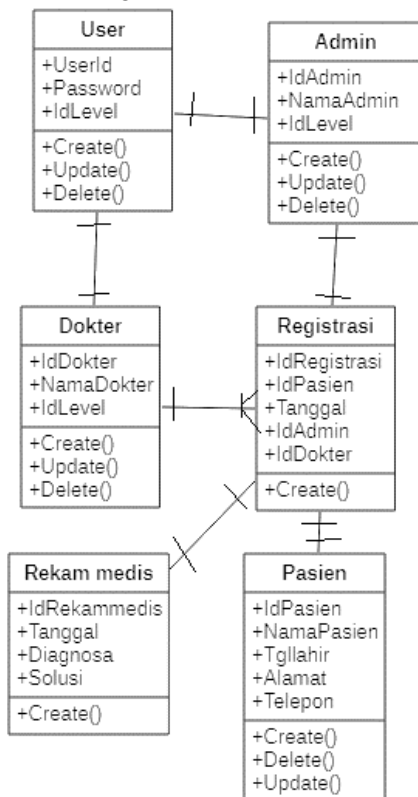 User
+UserId
+Password
+IdLevel
+Create()
+Update()
+Delete()
Admin
+IdAdmin
+NamaAdmin
+IdLevel
+Create()
+Update()
+Delete()
Dokter
+IdDokter
+NamaDokter
+IdLevel
+Create()
+Update()
+Delete()
Registrasi
+IdRegistrasi
+IdPasien
+Tanggal
+IdAdmin
+IdDokter
+Create()
Rekam medis
+IdRekammedis
+Tanggal
+Diagnosa
+Solusi
+Create()
Pasien
+IdPasien
+NamaPasien
+Tgllahir
+Alamat
+Telepon
+Create()
+Delete()
+Update()